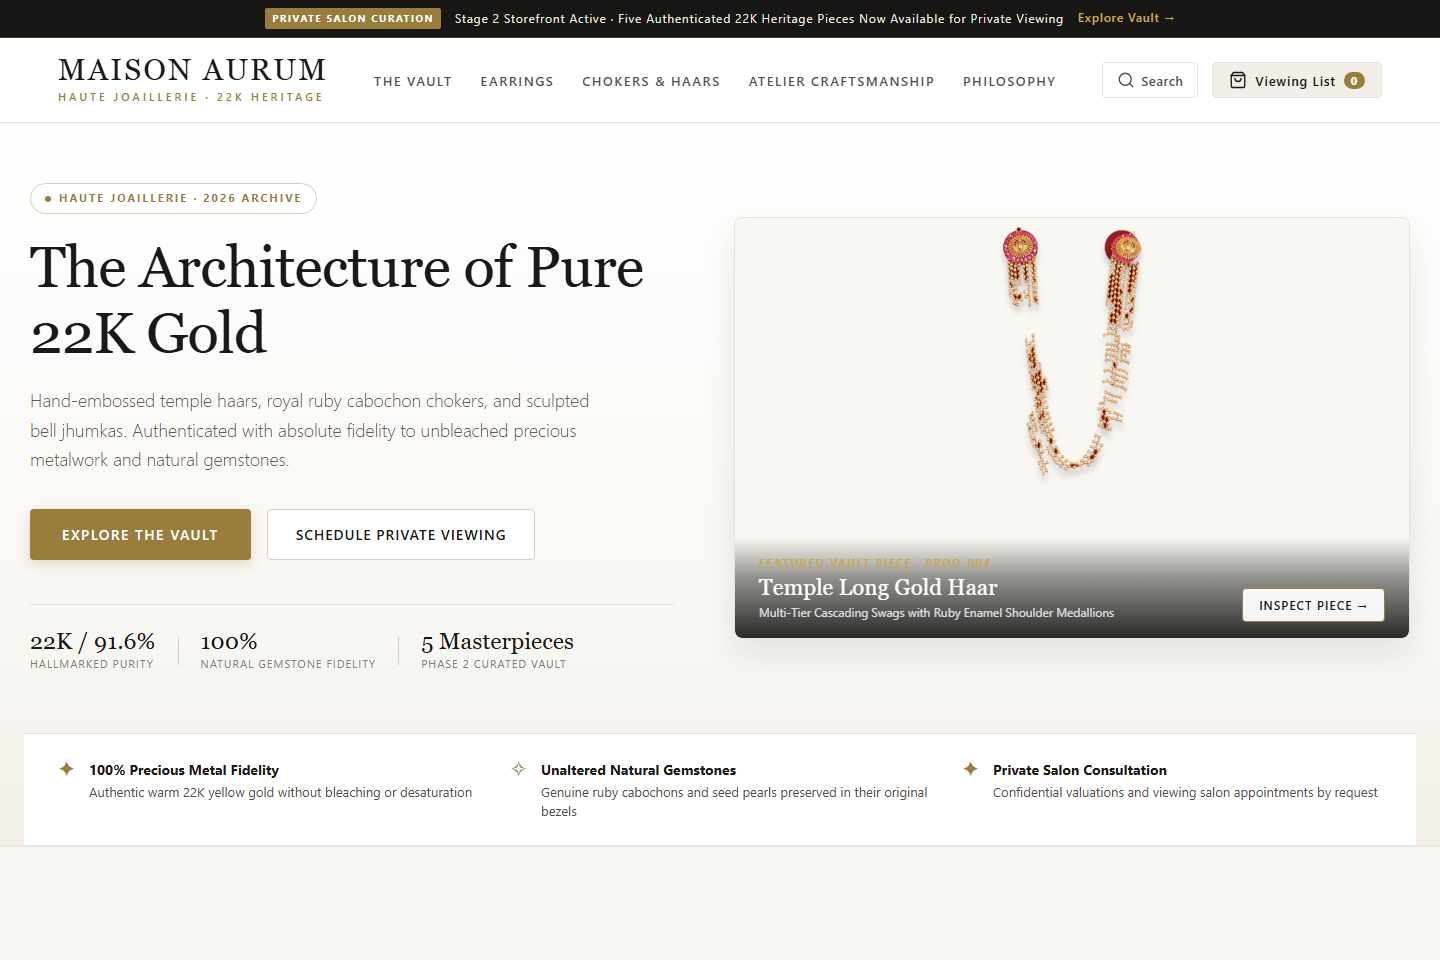 PRIVATE SALON CURATION Stage 2 Storefront Active · Five Authenticated 22K Heritage Pieces Now Available for Private Viewing Explore Vault →
MAISON AURUM
HAUTE JOAILLERIE · 22K HERITAGE
THE VAULT EARRINGS CHOKERS & HAARS ATELIER CRAFTSMANSHIP PHILOSOPHY Search Viewing List 0
HAUTE JOAILLERIE · 2026 ARCHIVE
The Architecture of Pure
22K Gold
Hand-embossed temple haars, royal ruby cabochon chokers, and sculpted
bell jhumkas. Authenticated with absolute fidelity to unbleached precious
metalwork and natural gemstones.
EXPLORE THE VAULT SCHEDULE PRIVATE VIEWING
22K / 91.6%
HALLMARKED PURITY
100%
NATURAL GEMSTONE FIDELITY
5 Masterpieces
PHASE 2 CURATED VAULT
FEATURED VAULT PIECE · PROD-004
Temple Long Gold Haar
Multi-Tier Cascading Swags with Ruby Enamel Shoulder Medallions
INSPECT PIECE →
100% Precious Metal Fidelity
Authentic warm 22K yellow gold without bleaching or desaturation
Unaltered Natural Gemstones
Genuine ruby cabochons and seed pearls preserved in their original
bezels
Private Salon Consultation
Confidential valuations and viewing salon appointments by request